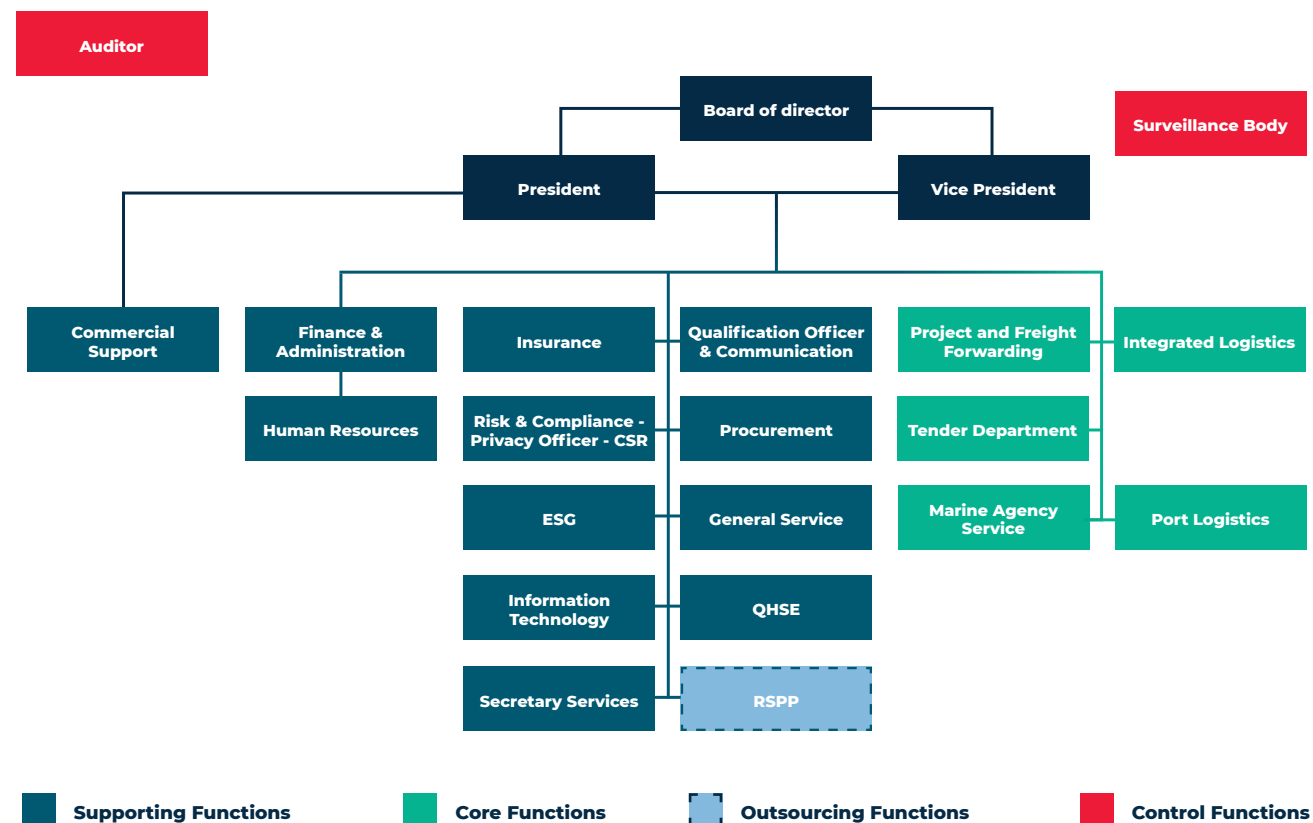 Auditor
Board of director
Surveillance Body
President
Vice President
Commercial
Support
Finance &
Administration
Insurance
Qualification Officer
& Communication
Project and Freight
Forwarding
Integrated Logistics
Human Resources
Risk & Compliance -
Privacy Officer - CSR
Procurement
Tender Department
ESG
General Service
Marine Agency
Service
Port Logistics
Information
Technology
QHSE
Secretary Services
RSPP
Supporting Functions
Core Functions
Outsourcing Functions
Control Functions